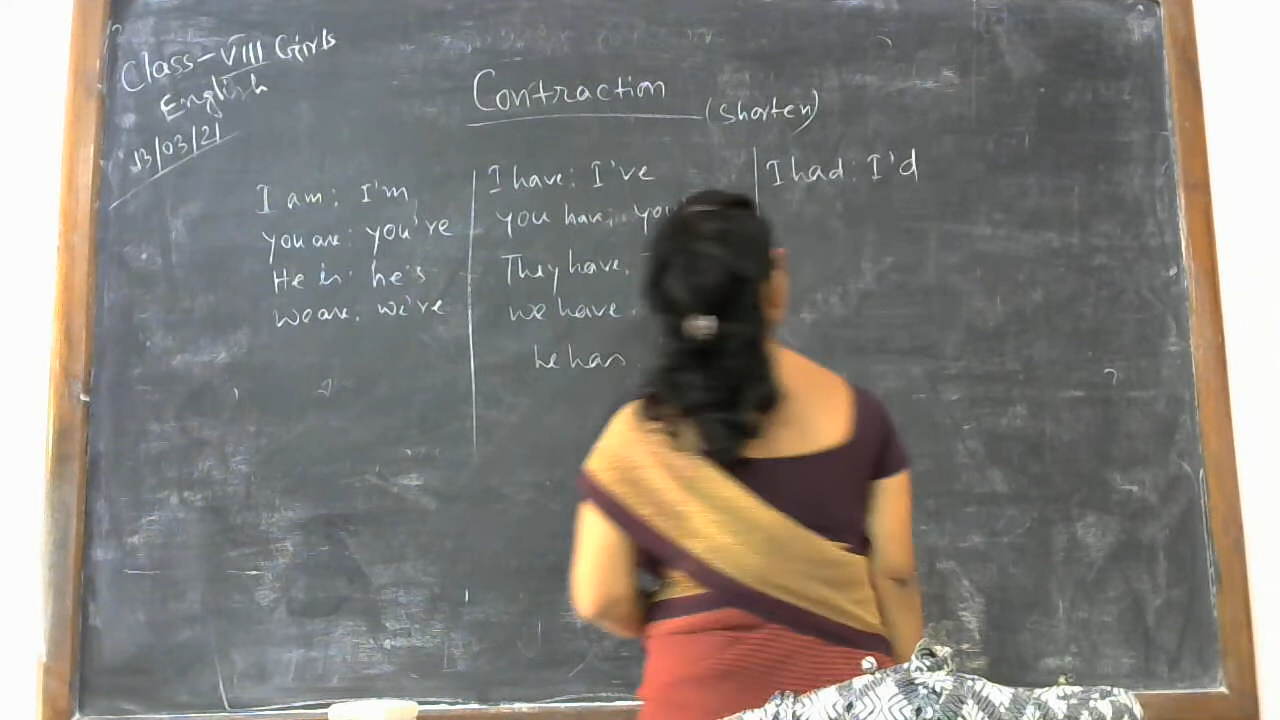 Class-VIII Girls
English
13/03/21
Contraction
(Shorten)
I am: I'm
you are: you're
He is: he's
we are. we're
I have: I've
you have: you
They have.
we have.
he has
I had: I'd